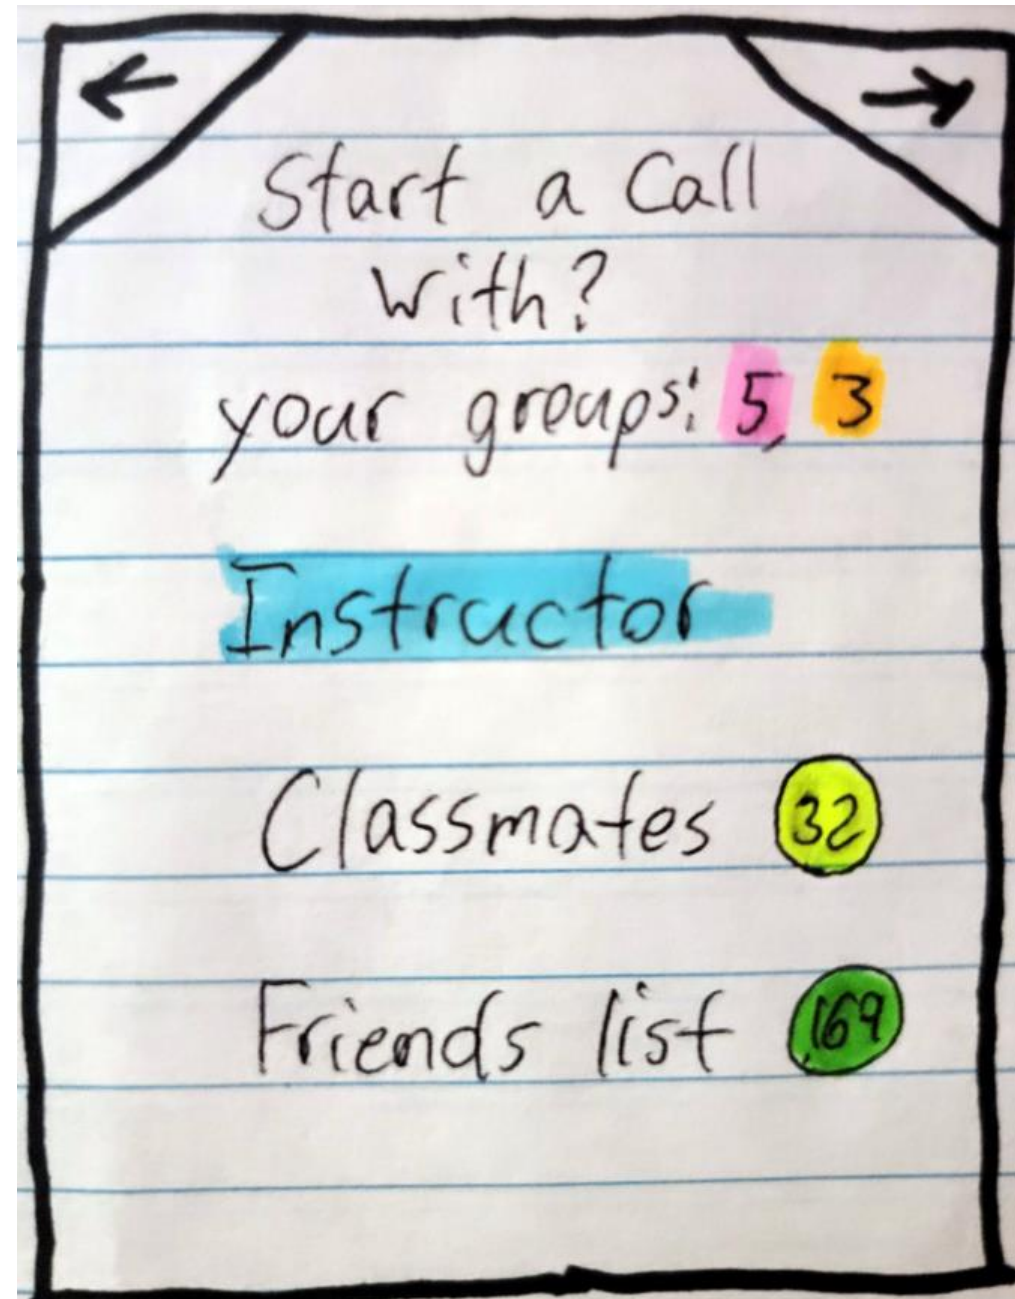 Start a Call
With?
your groups: 5, 3
Instructor
Classmates 32
Friends list 169